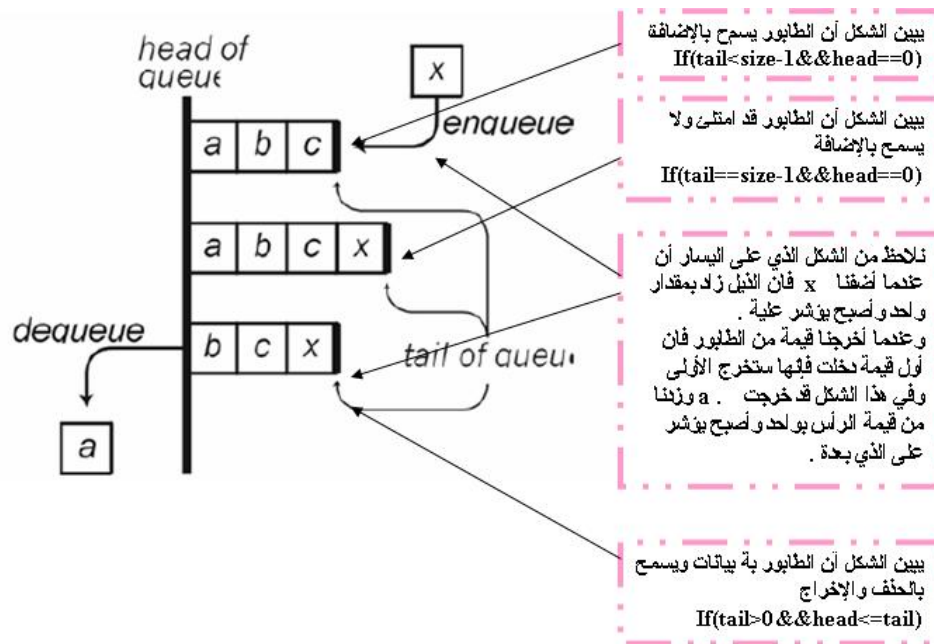 head of
queue
x
enqueue
a b c
a b c x
dequeue
b c x
tail of queu
a
يبين الشكل أن الطابور يسمح بالإضافة
If(tail<size-1&&head==0)
يبين الشكل أن الطابور قد امتلئ ولا
يسمح بالإضافة
If(tail==size-1&&head==0)
نلاحظ من الشكل الذي على اليسار أن
عندما أضفنا x فان الذيل زاد بمقدار
واحد وأصبح يؤشر علية .
وعندما أخرجنا قيمة من الطابور فان
أول قيمة دخلت فإنها ستخرج الأولى
وفي هذا الشكل قد خرجت a . وزدنا
من قيمة الرأس بواحد وأصبح يؤشر
على الذي بعدة .
يبين الشكل أن الطابور بة بيانات ويسمح
بالحذف والإخراج
If(tail>0&&head<=tail)